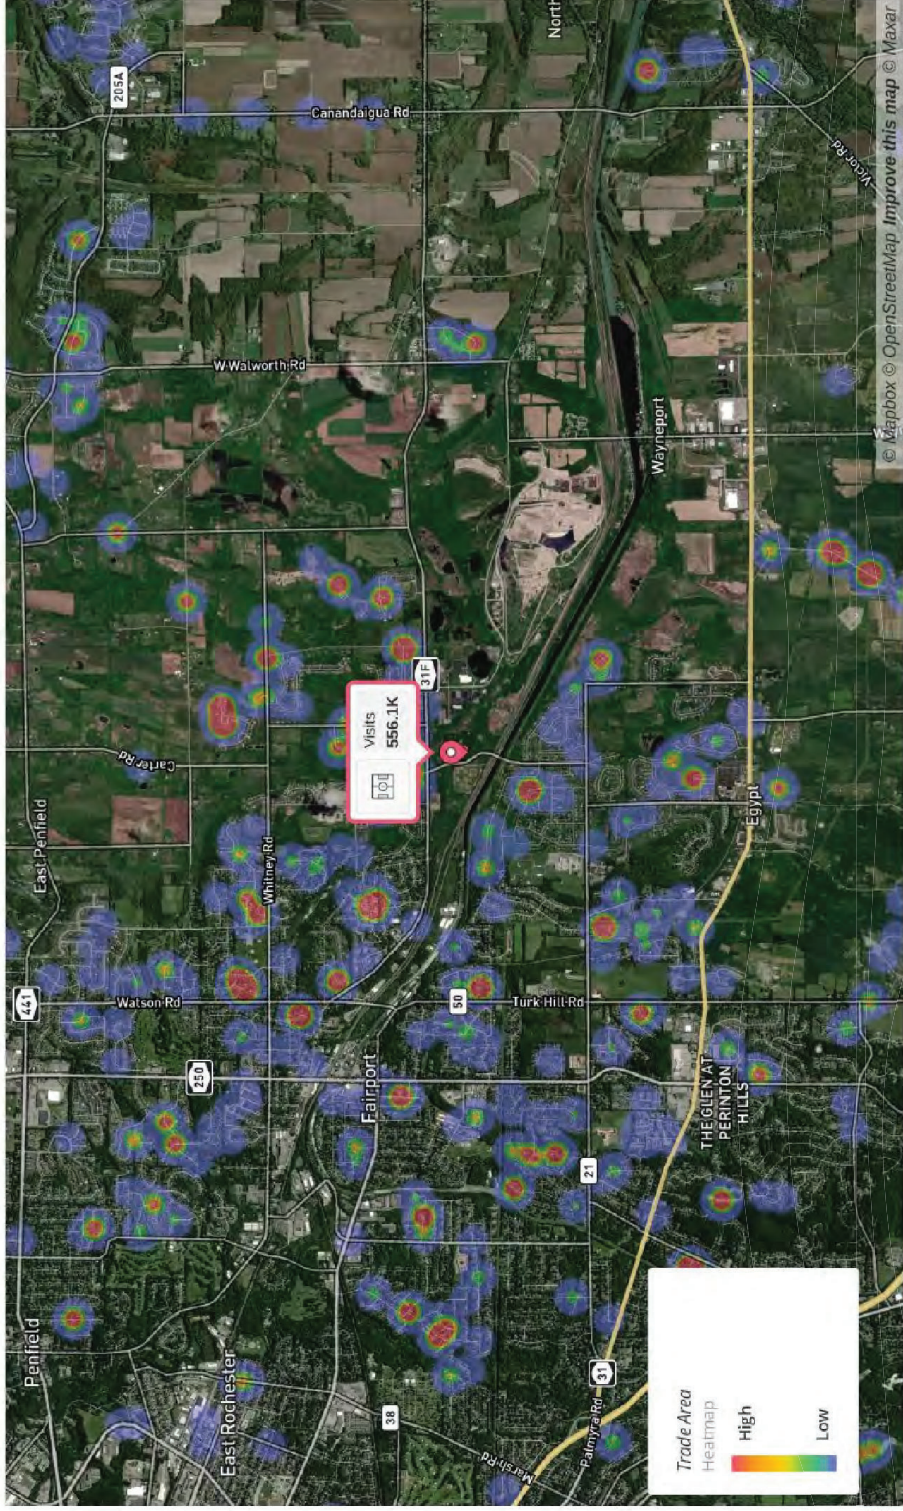 Penfield
441
East Penfield
205A
Watson Rd
Carter Rd
250
East Rochester
Whitney Rd
W Walworth Rd
Canandaigua Rd
Fairport
Visits
556.1K
38
31F
50
Marsh Rd
Turk Hill Rd
North
21
Palmyra Rd
31
Wayneport
THE GLEN AT
PERINTON
HILLS
Egypt
Victor Rd
Trade Area
Heatmap
High
Low
© Mapbox © OpenStreetMap Improve this map © Maxar